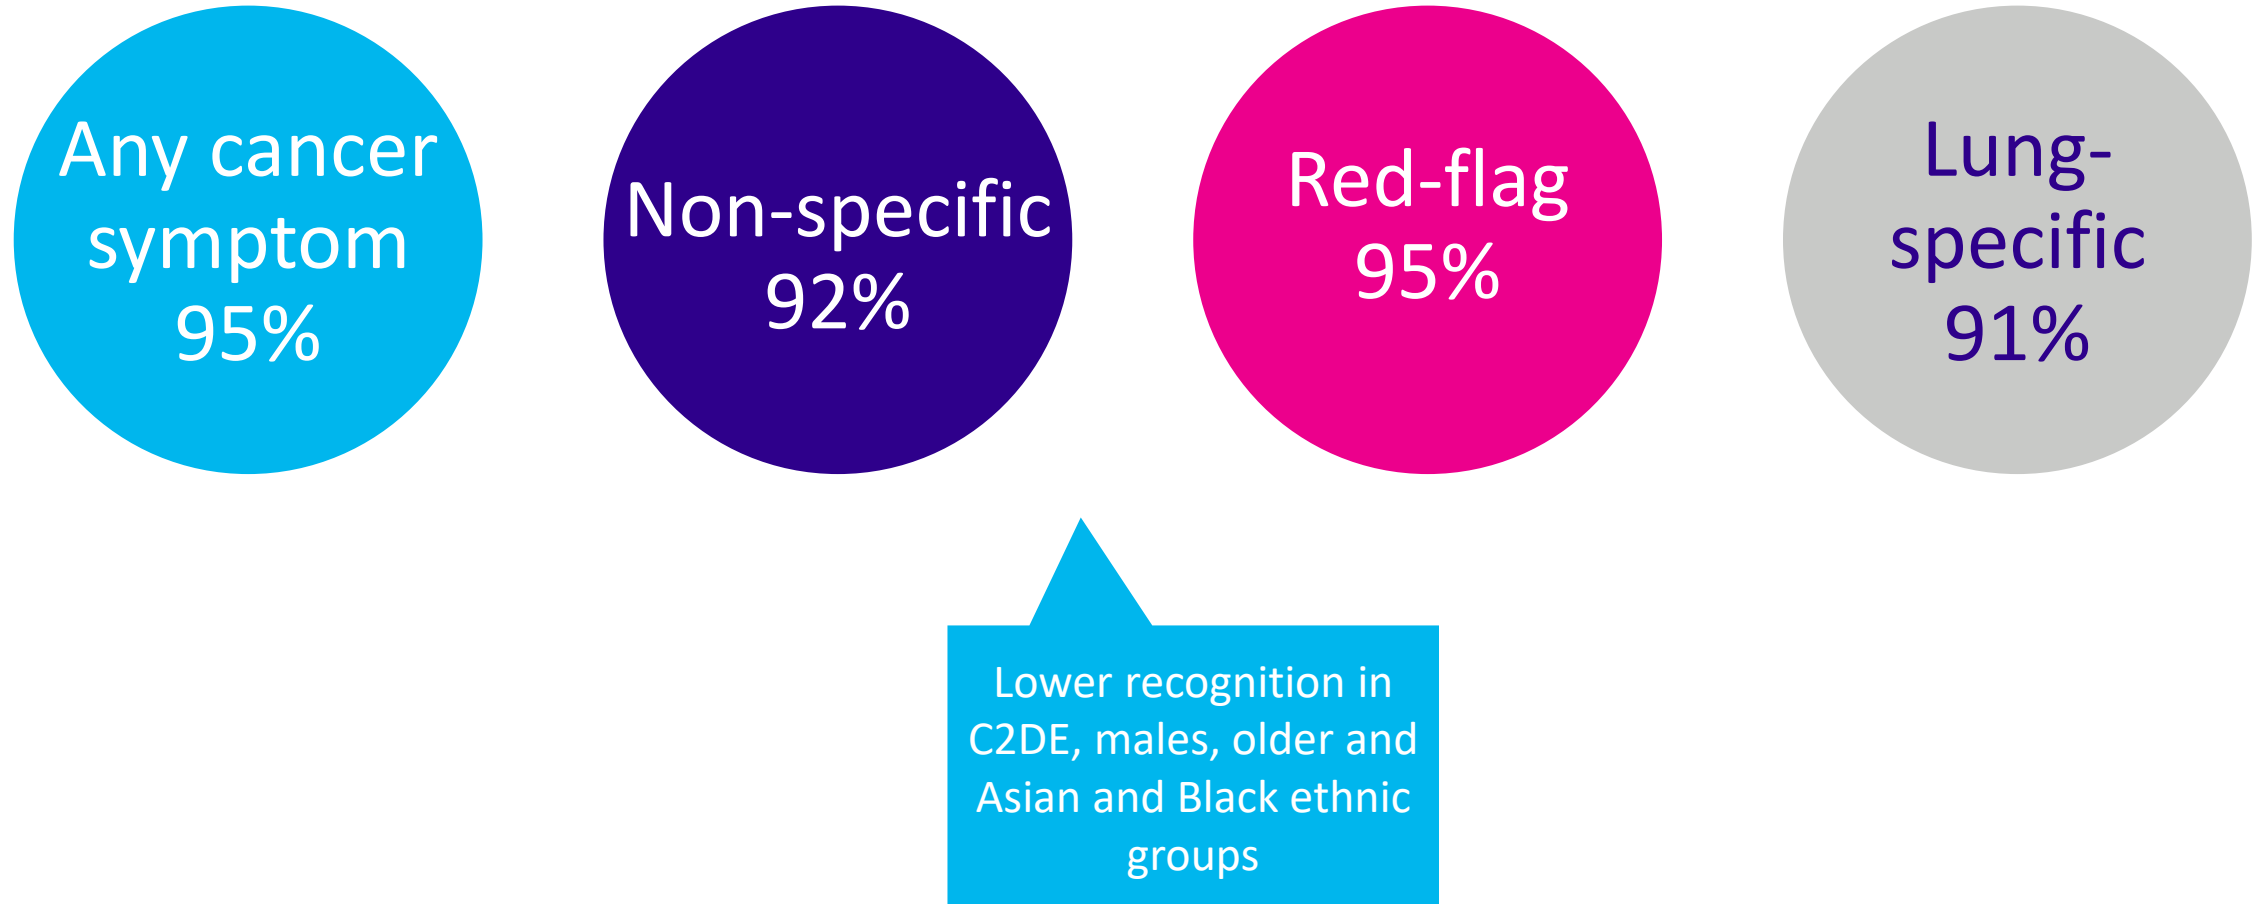 Any cancer
symptom
95%
Non-specific
92%
Red-flag
95%
Lung-
specific
91%
Lower recognition in
C2DE, males, older and
Asian and Black ethnic
groups